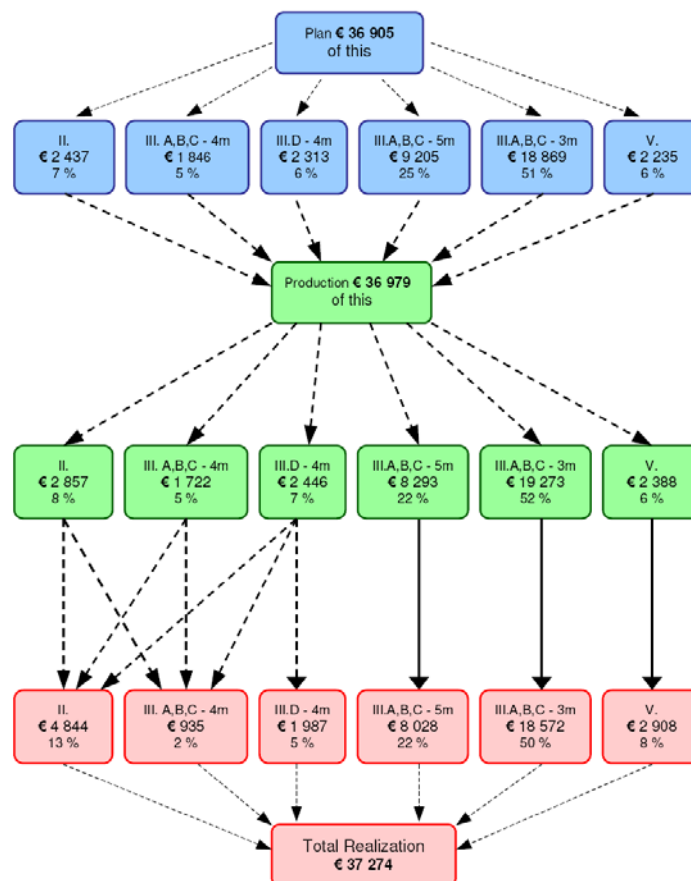 Plan € 36 905
of this
II.
€ 2 437
7 %
III. A,B,C - 4m
€ 1 846
5 %
III.D - 4m
€ 2 313
6 %
III.A,B,C - 5m
€ 9 205
25 %
III.A,B,C - 3m
€ 18 869
51 %
V.
€ 2 235
6 %
Production € 36 979
of this
II.
€ 2 857
8 %
III. A,B,C - 4m
€ 1 722
5 %
III.D - 4m
€ 2 446
7 %
III.A,B,C - 5m
€ 8 293
22 %
III.A,B,C - 3m
€ 19 273
52 %
V.
€ 2 388
6 %
II.
€ 4 844
13 %
III. A,B,C - 4m
€ 935
2 %
III.D - 4m
€ 1 987
5 %
III.A,B,C - 5m
€ 8 028
22 %
III.A,B,C - 3m
€ 18 572
50 %
V.
€ 2 908
8 %
Total Realization
€ 37 274